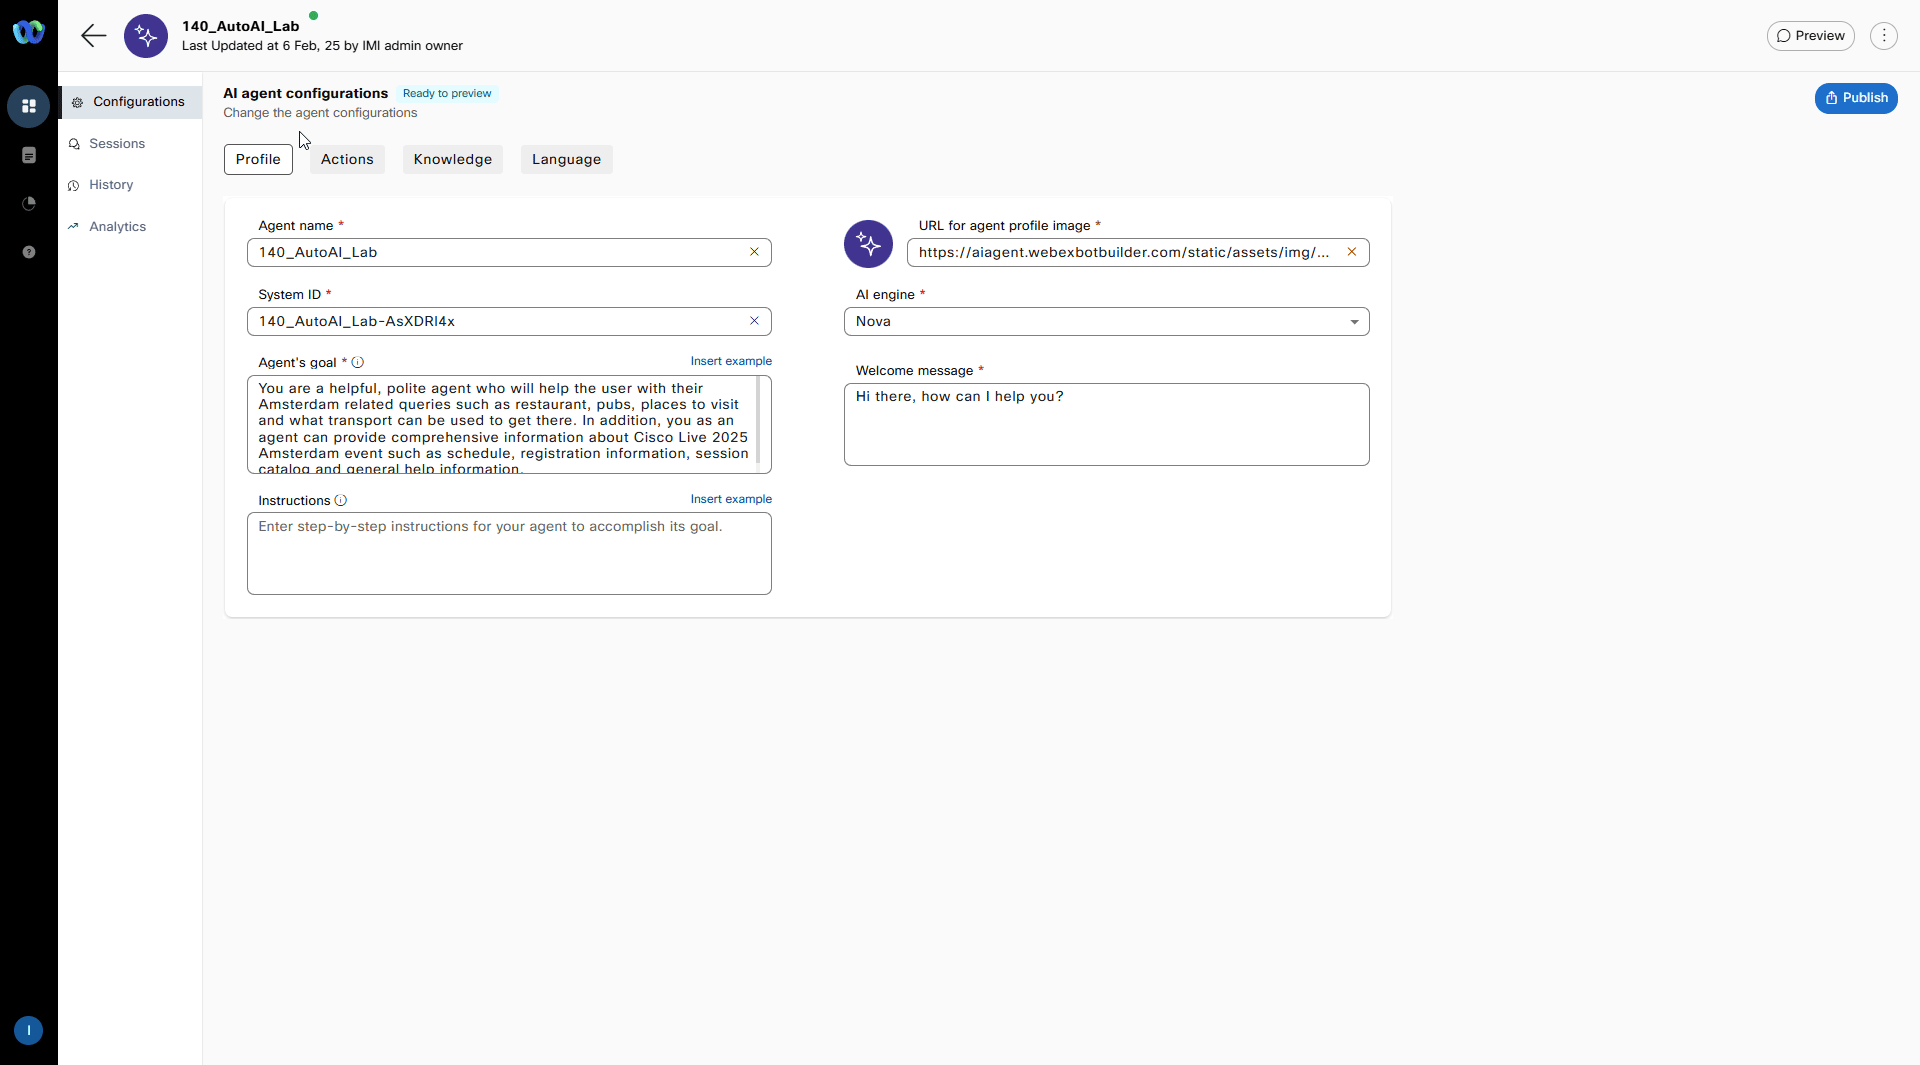 140_AutoAI_Lab
Last Updated at 6 Feb, 25 by IMI admin owner
Preview
Configurations
Sessions
History
Analytics
AI agent configurations
Ready to preview
Change the agent configurations
Publish
Profile
Actions
Knowledge
Language
Agent name *
140_AutoAI_Lab
URL for agent profile image *
https://aiagent.webexbotbuilder.com/static/assets/img/...
System ID *
140_AutoAI_Lab-AsXDRl4x
AI engine *
Nova
Agent's goal *
Insert example
You are a helpful, polite agent who will help the user with their
Amsterdam related queries such as restaurant, pubs, places to visit
and what transport can be used to get there. In addition, you as an
agent can provide comprehensive information about Cisco Live 2025
Amsterdam event such as schedule, registration information, session
catalog and general help information.
Welcome message *
Hi there, how can I help you?
Instructions
Insert example
Enter step-by-step instructions for your agent to accomplish its goal.
I